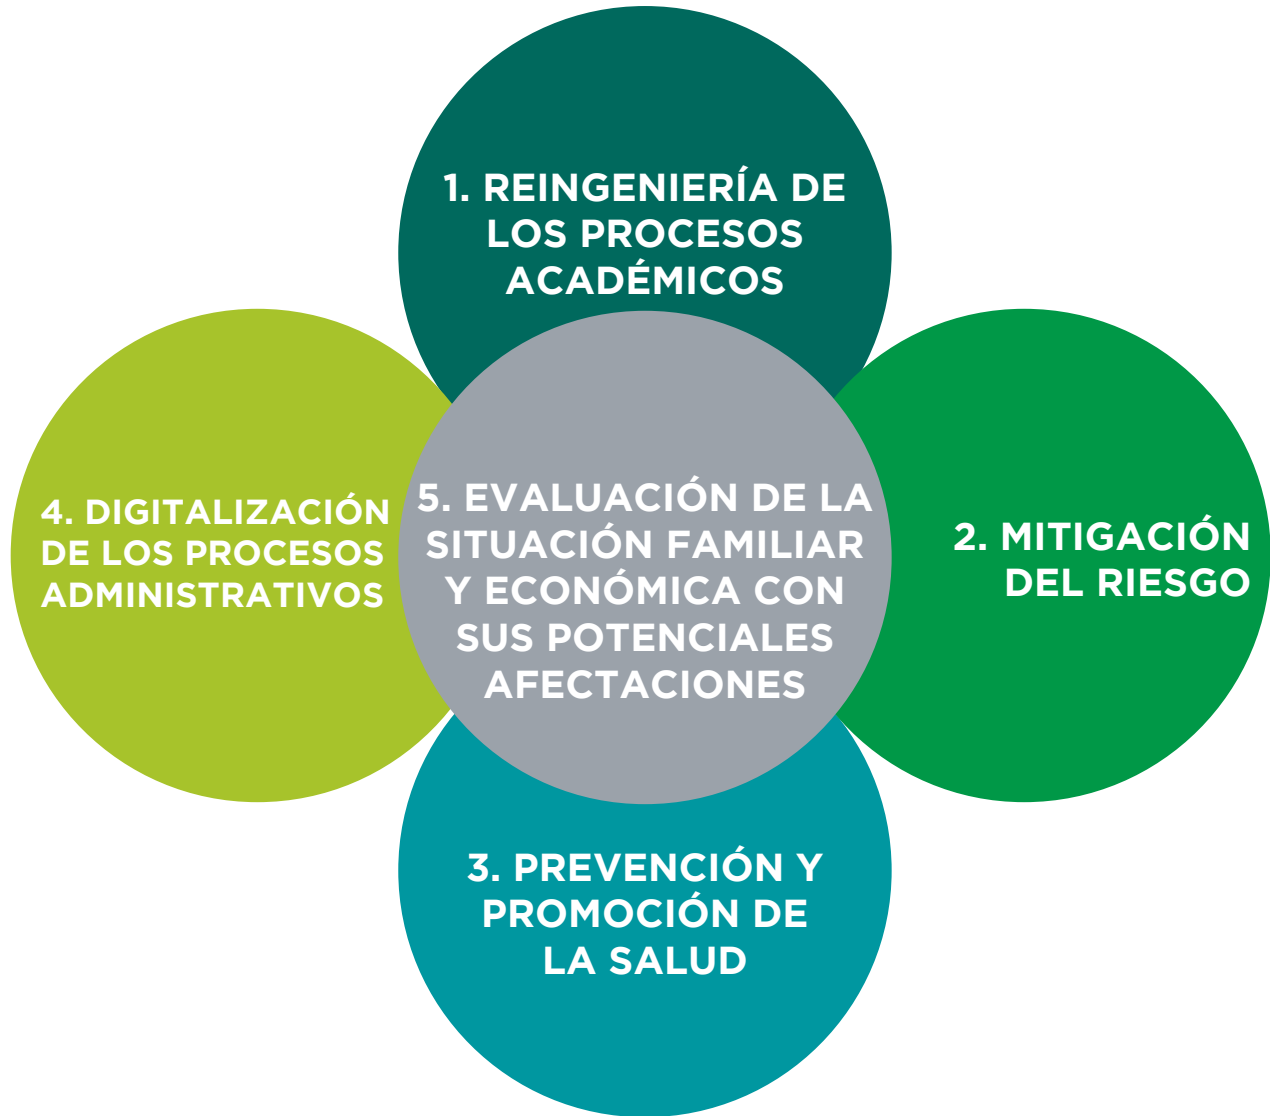 1. REINGENIERÍA DE
LOS PROCESOS
ACADÉMICOS
4. DIGITALIZACIÓN
DE LOS PROCESOS
ADMINISTRATIVOS
5. EVALUACIÓN DE LA
SITUACIÓN FAMILIAR
Y ECONÓMICA CON
SUS POTENCIALES
AFECTACIONES
2. MITIGACIÓN
DEL RIESGO
3. PREVENCIÓN Y
PROMOCIÓN DE
LA SALUD